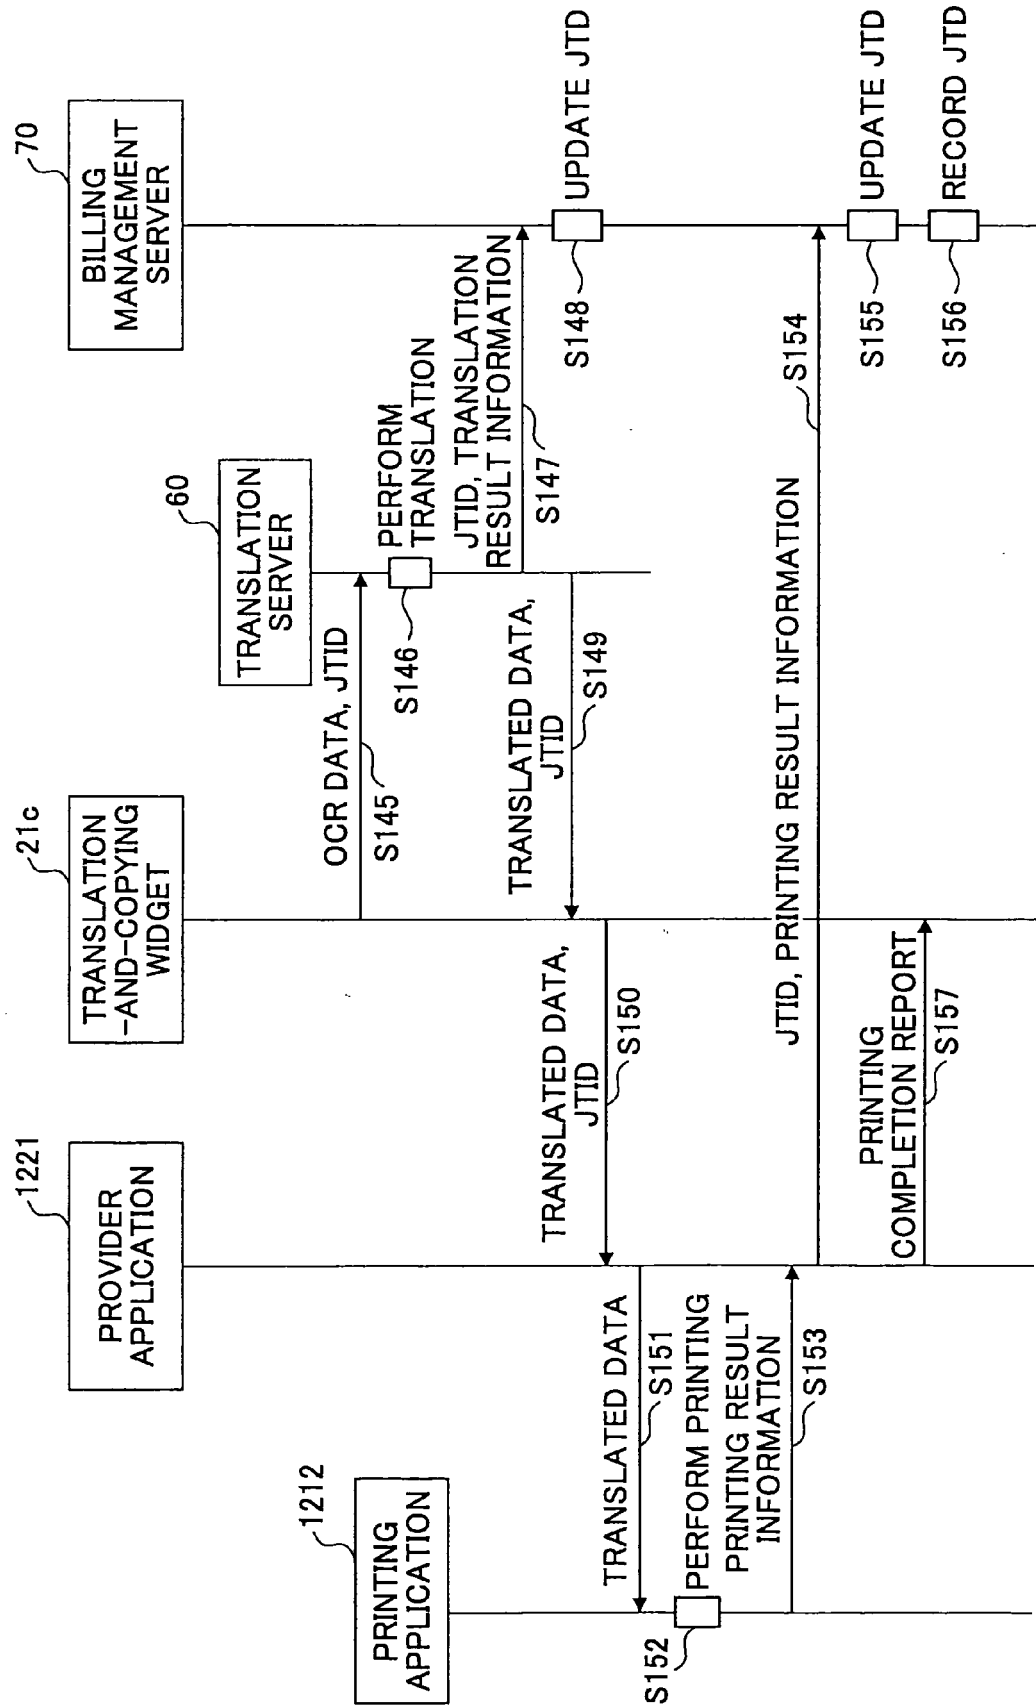 1212
PRINTING
APPLICATION
1221
PROVIDER
APPLICATION
21c
TRANSLATION
-AND-COPYING
WIDGET
60
TRANSLATION
SERVER
70
BILLING
MANAGEMENT
SERVER
OCR DATA, JTID
S145
S146
PERFORM
TRANSLATION
JTID, TRANSLATION
RESULT INFORMATION
S147
S148
UPDATE JTD
TRANSLATED DATA,
JTID
S149
TRANSLATED DATA,
JTID
S150
TRANSLATED DATA
S151
S152
PERFORM PRINTING
PRINTING RESULT
INFORMATION
S153
JTID, PRINTING RESULT INFORMATION
S154
S155
UPDATE JTD
S156
RECORD JTD
PRINTING
COMPLETION REPORT
S157